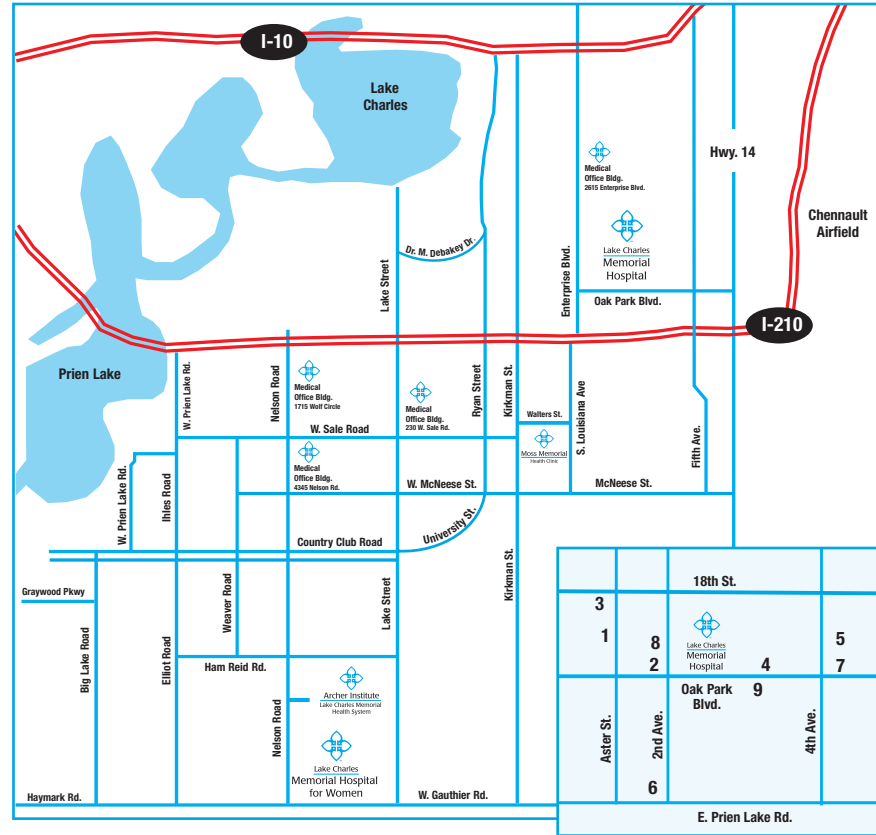 I-10
Lake
Charles
Hwy. 14
Medical
Office Bldg.
2615 Enterprise Blvd.
Chennault
Airfield
Lake Charles
Memorial
Hospital
Dr. M. Debakey Dr.
Lake Street
Enterprise Blvd.
Oak Park Blvd.
I-210
Prien Lake
W. Prien Lake Rd.
Nelson Road
Medical
Office Bldg.
1715 Wolf Circle
Medical
Office Bldg.
230 W. Sale Rd.
Ryan Street
Kirkman St.
Walters St.
S. Louisiana Ave
Fifth Ave.
W. Sale Road
Moss Memorial
Health Clinic
Medical
Office Bldg.
4345 Nelson Rd.
W. Prien Lake Rd.
Ihles Road
W. McNeese St.
McNeese St.
University St.
Country Club Road
Kirkman St.
Graywood Pkwy
Big Lake Road
Elliot Road
Weaver Road
Lake Street
Ham Reid Rd.
Nelson Road
Archer Institute
Lake Charles Memorial
Health System
Lake Charles
Memorial Hospital
for Women
Haymark Rd.
W. Gauthier Rd.
18th St.
3
1
8
2
Lake Charles
Memorial
Hospital
4
5
7
Oak Park
Blvd.
9
Aster St.
2nd Ave.
4th Ave.
6
E. Prien Lake Rd.